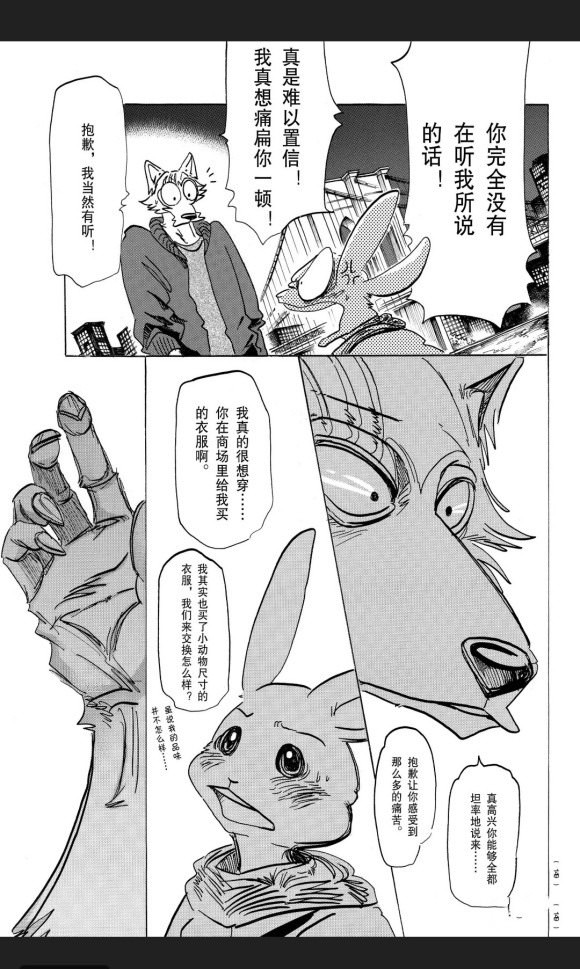 你完全没有
在听我所说
的话！
真是难以置信！
我真想痛扁你一顿！
抱歉，我当然有听！
真高兴你能够全都
坦率地说来……
抱歉让你感受到
那么多的痛苦。
我真的很想穿……
你在商场里给我买
的衣服啊。
我其实也买了小动物尺寸的
衣服，我们来交换怎么样？
虽说我的品味
并不怎么样……